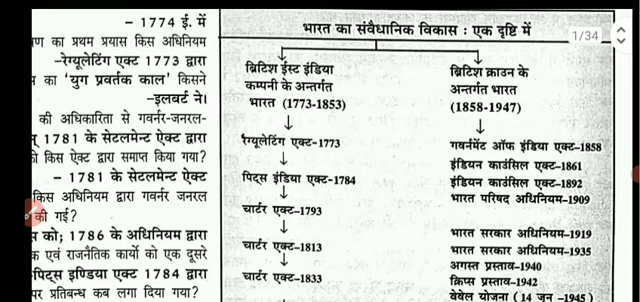 – 1774 ई. में
ण का प्रथम प्रयास किस अधिनियम
–रेग्यूलेटिंग एक्ट 1773 द्वारा
का ‘युग प्रवर्तक काल’ किसने
–इलबर्ट ने।
की अधिकारिता से गवर्नर-जनरल-
1781 के सेटलमेन्ट ऐक्ट द्वारा
किस ऐक्ट द्वारा समाप्त किया गया?
– 1781 के सेटलमेन्ट ऐक्ट
किस अधिनियम द्वारा गवर्नर जनरल
की गई?
को; 1786 के अधिनियम द्वारा
एवं राजनैतिक कार्यो को एक दूसरे
पिट्स इण्डिया एक्ट 1784 द्वारा
पर प्रतिबन्ध कब लगा दिया गया?
भारत का संवैधानिक विकास : एक दृष्टि में
1/34
ब्रिटिश ईस्ट इंडिया
कम्पनी के अन्तर्गत
भारत (1773-1853)
रैग्यूलेटिंग एक्ट-1773
पिट्स इंडिया एक्ट-1784
चार्टर एक्ट-1793
चार्टर एक्ट-1813
चार्टर एक्ट-1833
ब्रिटिश क्राउन के
अन्तर्गत भारत
(1858-1947)
गवर्नमेंट ऑफ इंडिया एक्ट-1858
इंडियन काउंसिल एक्ट-1861
इंडियन काउंसिल एक्ट-1892
भारत परिषद अधिनियम-1909
भारत सरकार अधिनियम-1919
भारत सरकार अधिनियम-1935
अगस्त प्रस्ताव-1940
क्रिप्स प्रस्ताव-1942
वेवेल योजना (14 जून -1945)